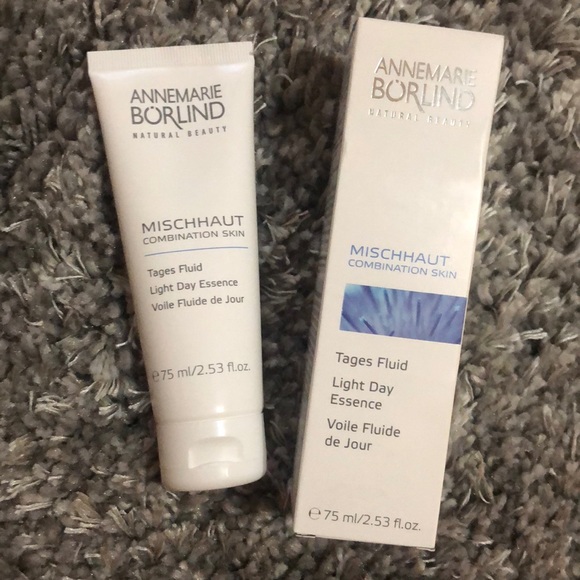 ANNEMARIE
BÖRLIND
NATURAL BEAUTY
MISCHHAUT
COMBINATION SKIN
Tages Fluid
Light Day Essence
Voile Fluide de Jour
℮75 ml/2.53 fl.oz.
ANNEMARIE
BÖRLIND
NATURAL BEAUTY
MISCHHAUT
COMBINATION SKIN
Tages Fluid
Light Day
Essence
Voile Fluide
de Jour
℮75 ml/2.53 fl.oz.